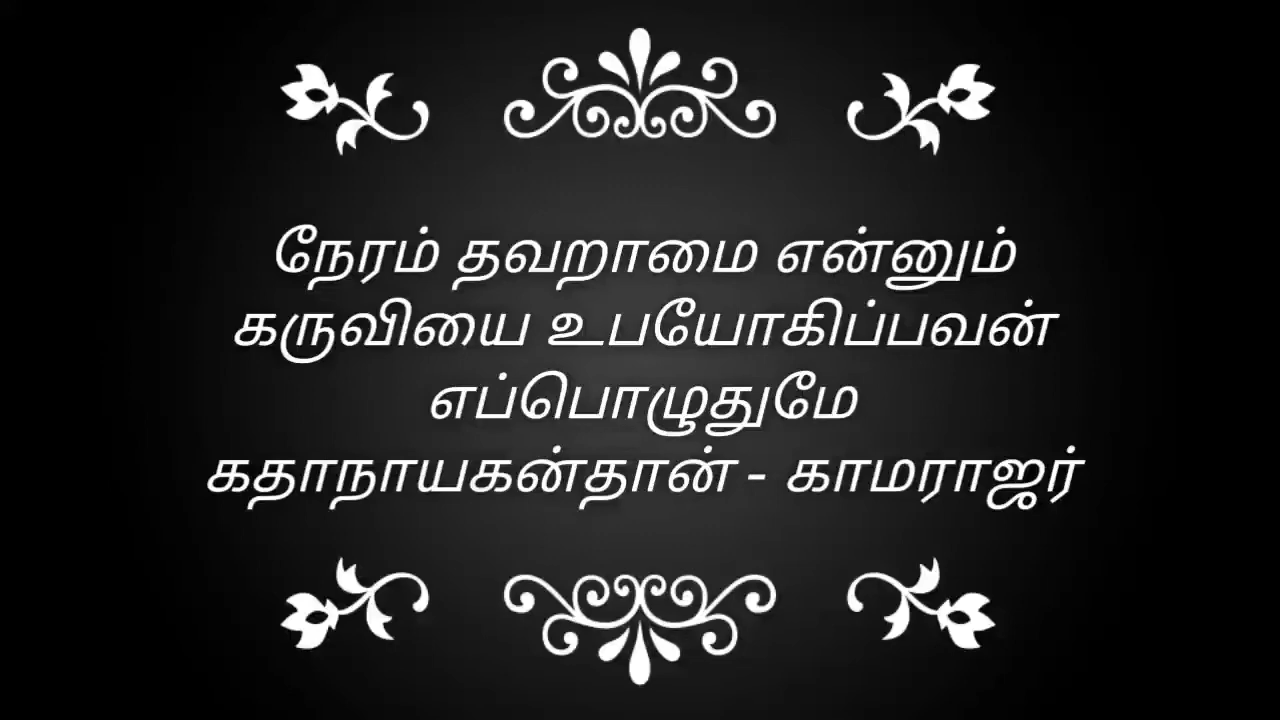 நேரம் தவறாமை என்னும்
கருவியை உபயோகிப்பவன்
எப்பொழுதுமே
கதாநாயகன்தான் - காமராஜர்